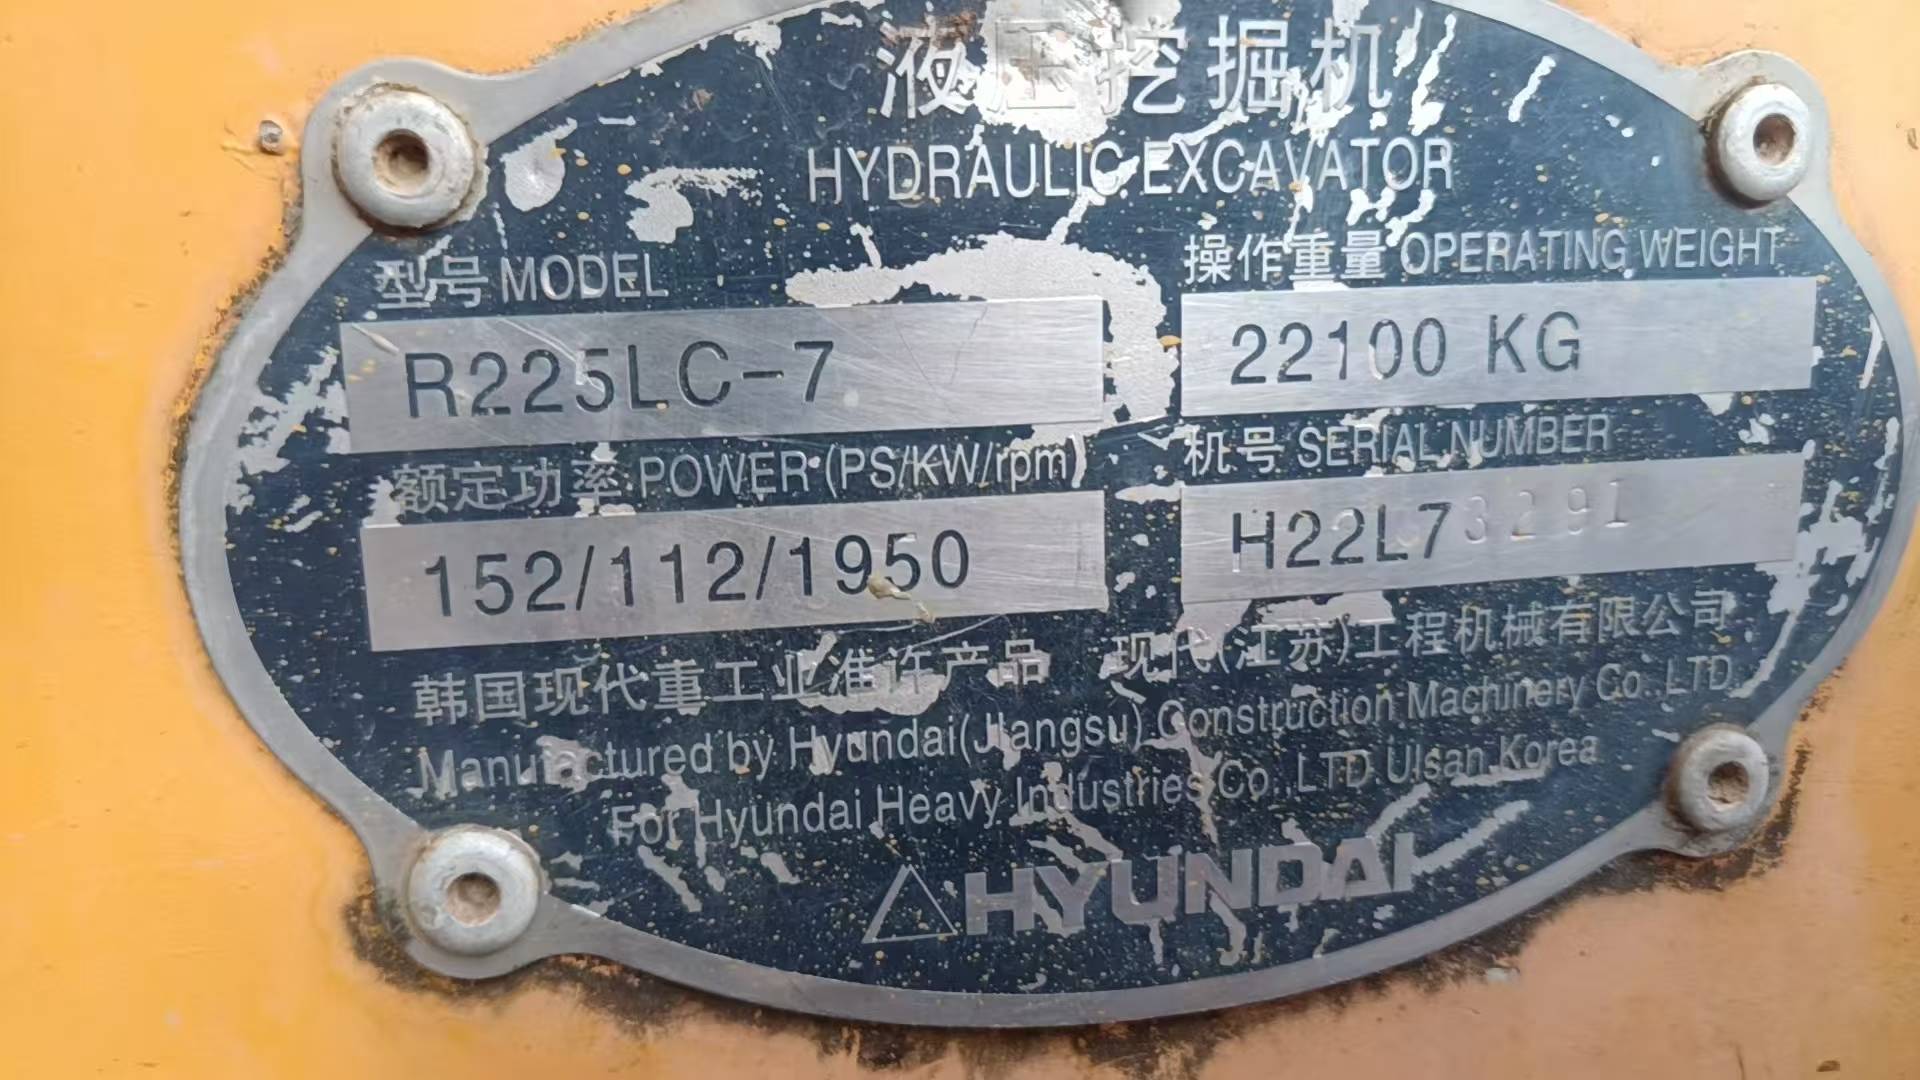 液压挖掘机
HYDRAULIC EXCAVATOR
型号 MODEL
R225LC-7
操作重量 OPERATING WEIGHT
22100 KG
额定功率 POWER (PS/KW/rpm)
152/112/1950
机号 SERIAL NUMBER
H22L73291
韩国现代重工业准许产品 现代(江苏)工程机械有限公司
Manufactured by Hyundai(Jiangsu) Construction Machinery Co.,LTD.
For Hyundai Heavy Industries Co.,LTD.Ulsan.Korea
HYUNDAI